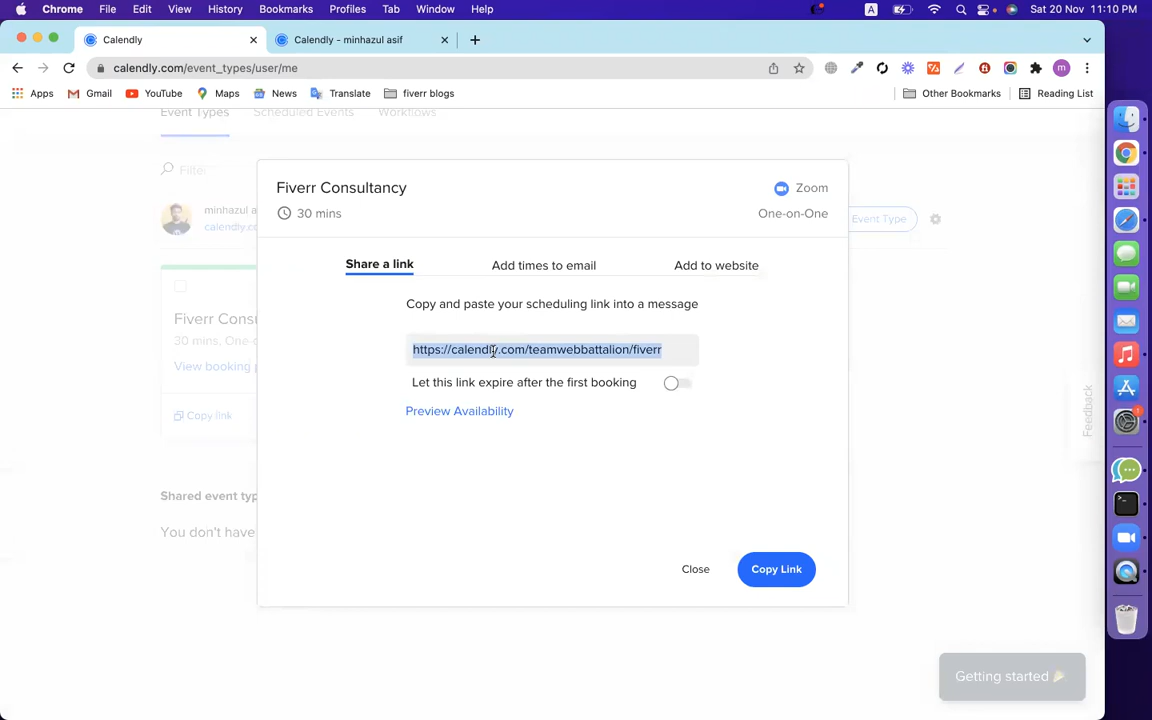 Chrome File Edit View History Bookmarks Profiles Tab Window Help A Sat 20 Nov 11:10 PM
Calendly Calendly - minhazul asif
calendly.com/event_types/user/me m
Apps Gmail YouTube Maps News Translate fiverr blogs Other Bookmarks Reading List
Event Types Scheduled Events Workflows
Filter
Fiverr Consultancy Zoom
30 mins One-on-One
minhazul a
calendly.co
Event Type
Share a link Add times to email Add to website
Copy and paste your scheduling link into a message
https://calendly.com/teamwebbattalion/fiverr
Let this link expire after the first booking
Preview Availability
Fiverr Consu
30 mins, One-o
View booking p
Copy link
Feedback
Shared event typ
You don't have
Close Copy Link
Getting started